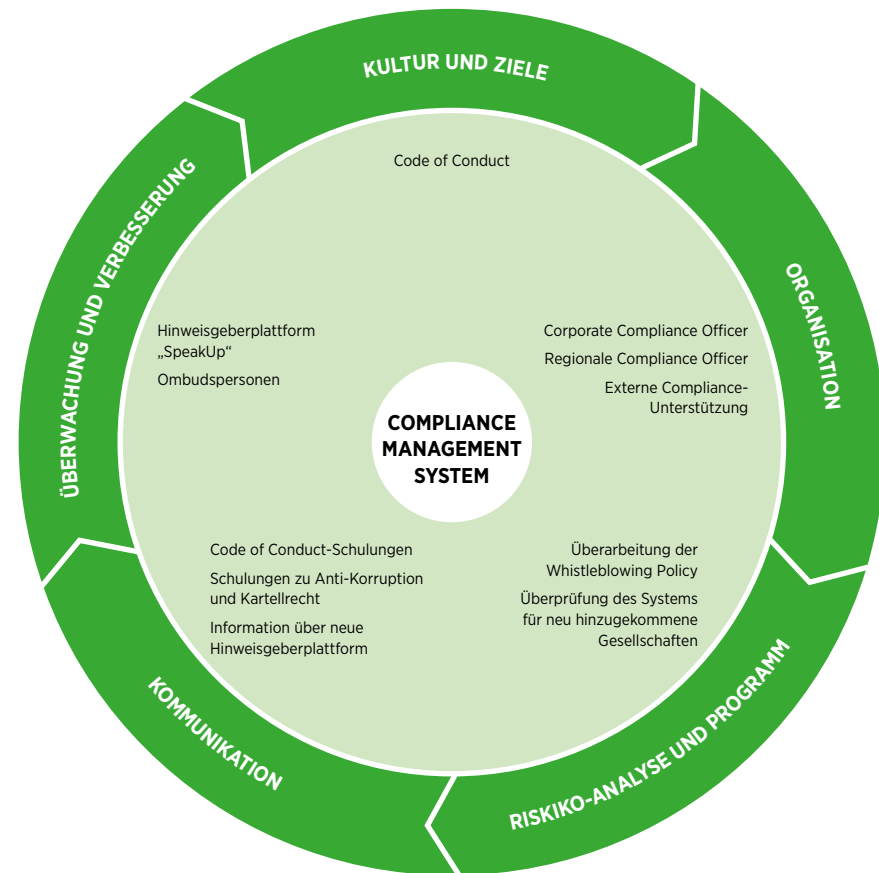 KULTUR UND ZIELE
Code of Conduct
ORGANISATION
Corporate Compliance Officer
Regionale Compliance Officer
Externe Compliance-
Unterstützung
RISKIKO-ANALYSE UND PROGRAMM
Überarbeitung der
Whistleblowing Policy
Überprüfung des Systems
für neu hinzugekommene
Gesellschaften
KOMMUNIKATION
Code of Conduct-Schulungen
Schulungen zu Anti-Korruption
und Kartellrecht
Information über neue
Hinweisgeberplattform
ÜBERWACHUNG UND VERBESSERUNG
Hinweisgeberplattform
„SpeakUp“
Ombudspersonen
COMPLIANCE
MANAGEMENT
SYSTEM